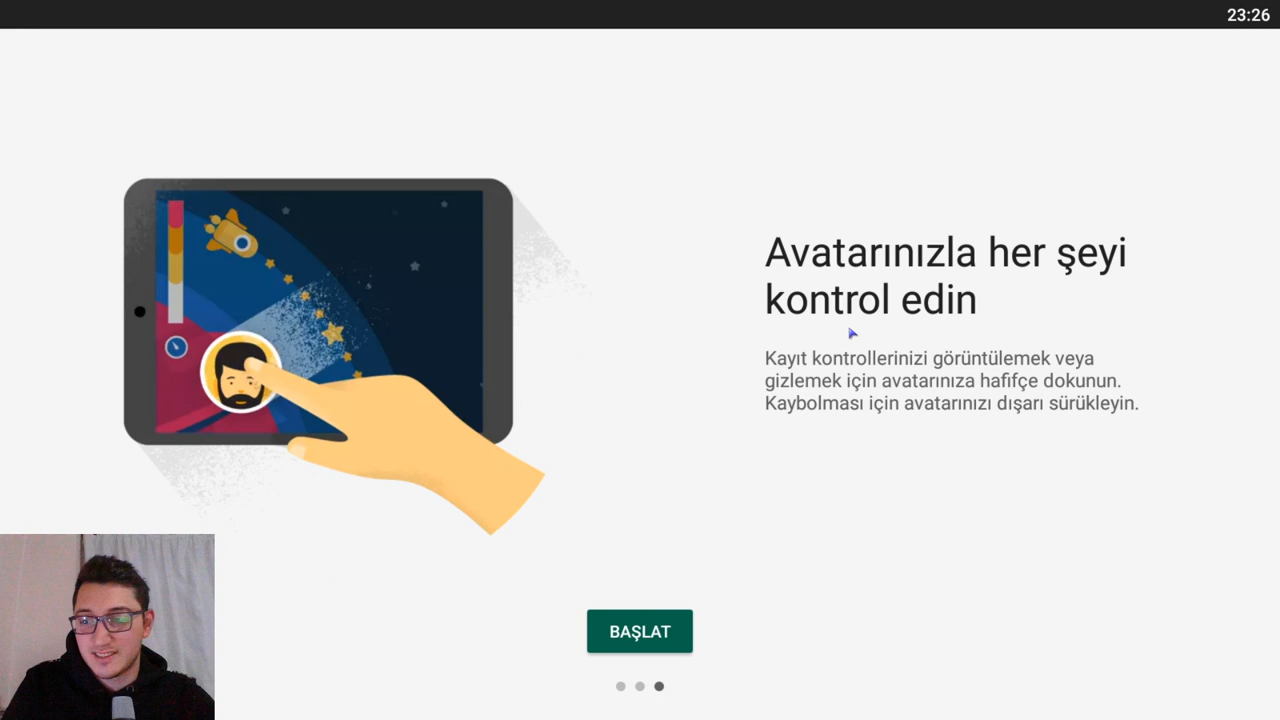 23:26
Avatarınızla her şeyi
kontrol edin
Kayıt kontrollerinizi görüntülemek veya
gizlemek için avatarınıza hafifçe dokunun.
Kaybolması için avatarınızı dışarı sürükleyin.
BAŞLAT